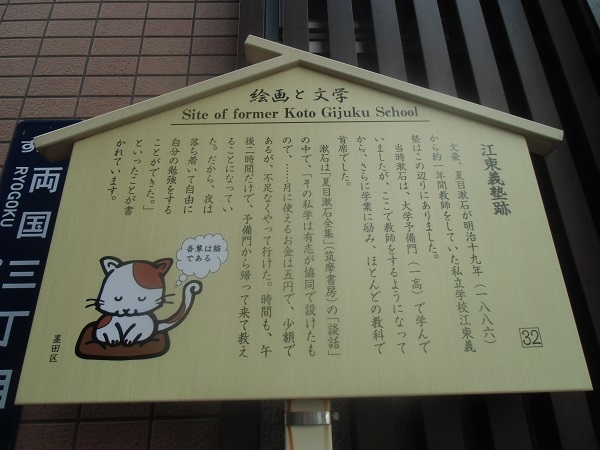 絵画と文学
Site of former Koto Gijuku School
江東義塾跡
文豪、夏目漱石が明治十九年（一八八六）
から約一年間教師をしていた私立学校江東義
塾はこの辺りにありました。
当時漱石は、大学予備門（一高）で学んで
いましたが、ここで教師をするようになって
から、さらに学業に励み、ほとんどの教科で
首席でした。
漱石は「夏目漱石全集」（筑摩書房）の「談話」
の中で、「その私学は有志が協同で設けたも
ので、……月に使えるお金は五円で、少額で
あるが、不足なくやって行けた。時間も、午
後二時間だけで、予備門から帰って来て教え
ることになってい
た。だから、夜は
落ち着いて自由に
自分の勉強をする
ことができた。」
といったことが書
かれています。
吾輩は猫
である
墨田区
32
両国三丁目
RYOGOKU